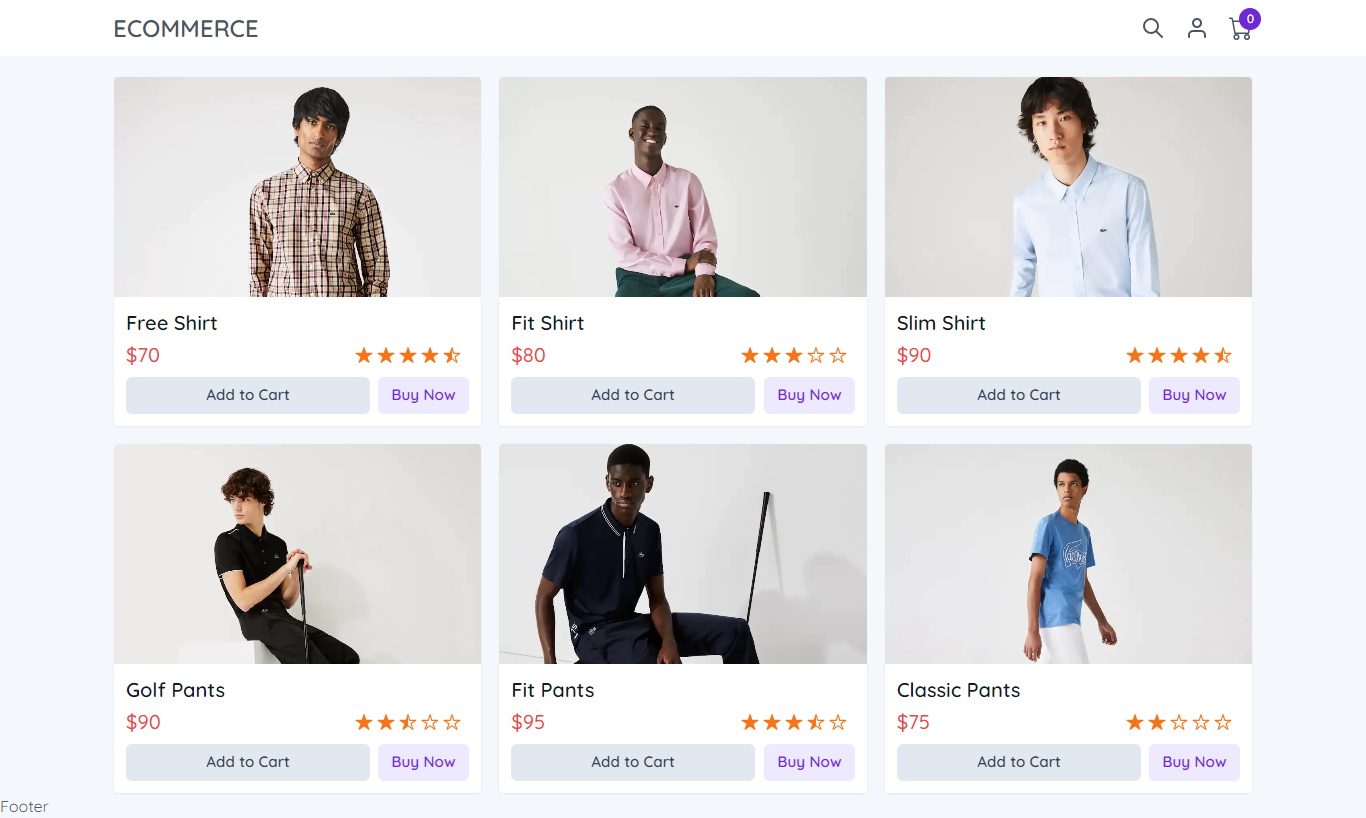 ECOMMERCE
0
Free Shirt
$70
Add to Cart
Buy Now
Fit Shirt
$80
Add to Cart
Buy Now
Slim Shirt
$90
Add to Cart
Buy Now
Golf Pants
$90
Add to Cart
Buy Now
Fit Pants
$95
Add to Cart
Buy Now
Classic Pants
$75
Add to Cart
Buy Now
Footer